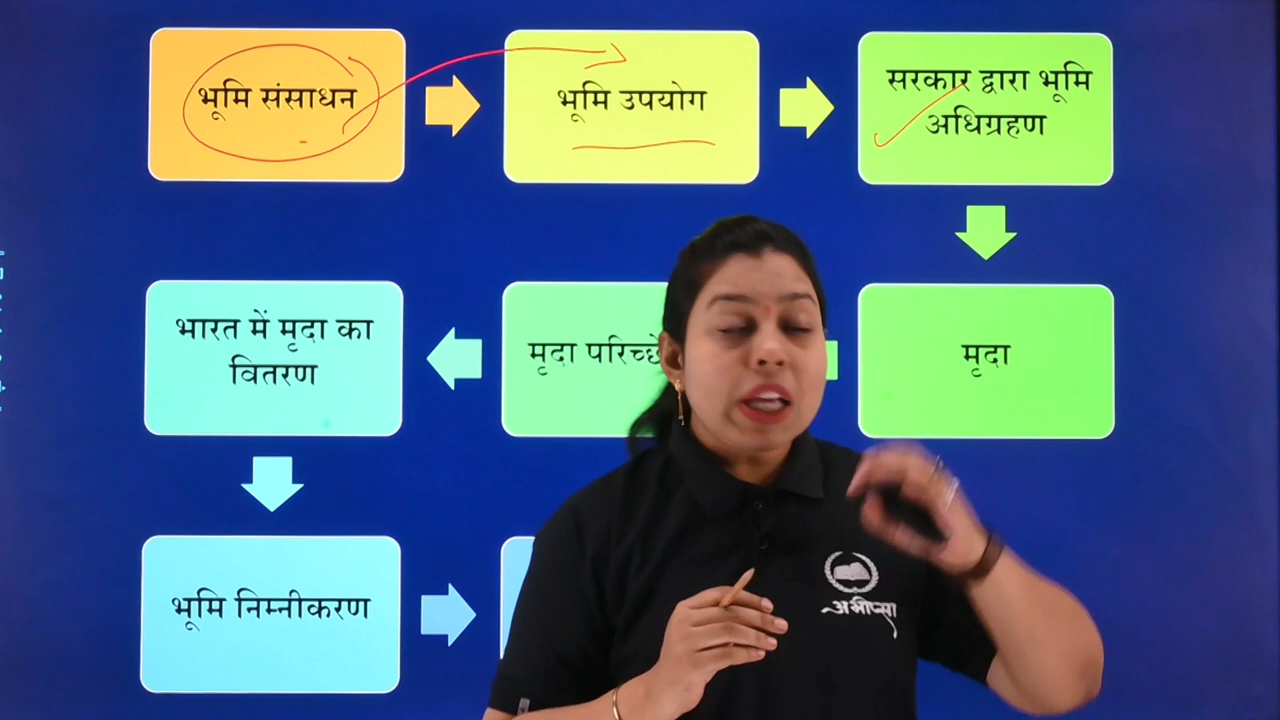 भूमि संसाधन
भूमि उपयोग
सरकार द्वारा भूमि
अधिग्रहण
मृदा
मृदा
भारत में मृदा का
वितरण
भूमि निम्नीकरण
अभीप्सा